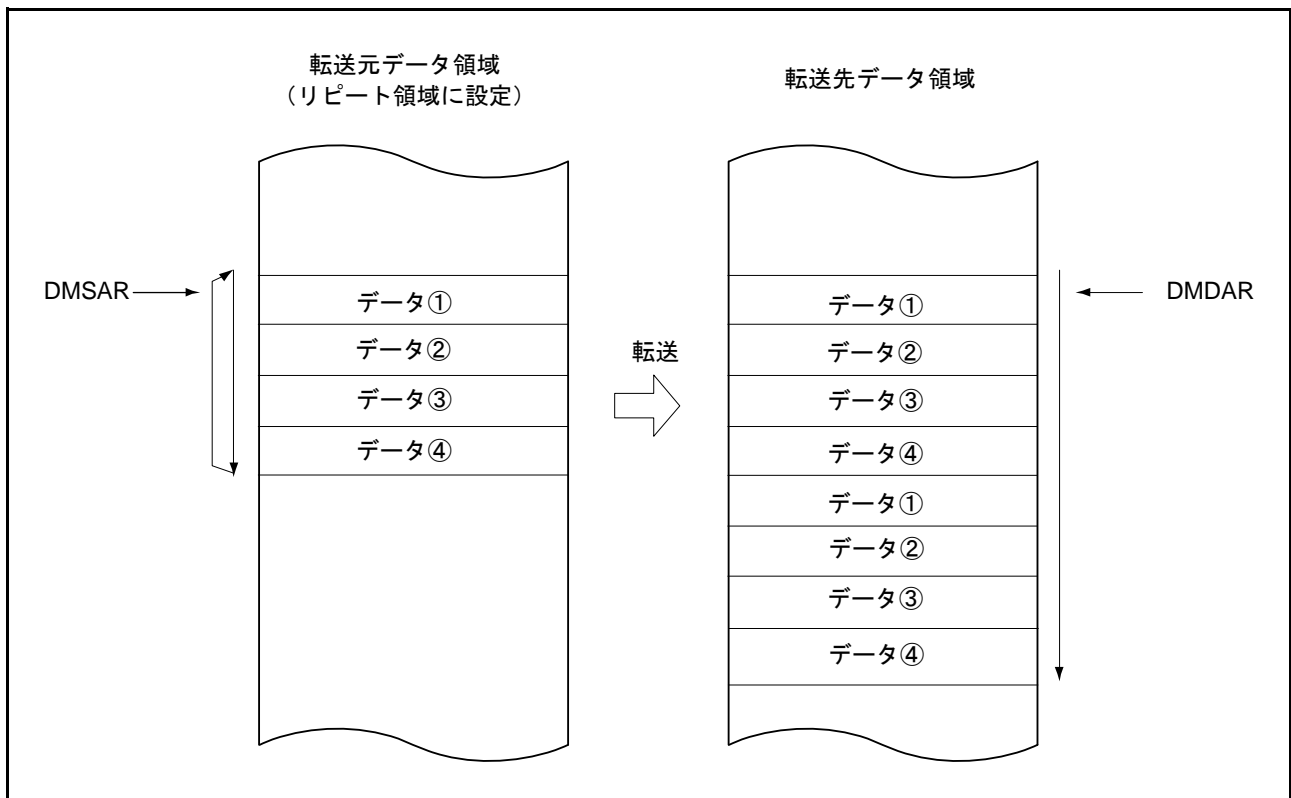 転送元データ領域
（リピート領域に設定）
転送先データ領域
DMSAR
データ①
データ②
データ③
データ④
転送
データ①
データ②
データ③
データ④
データ①
データ②
データ③
データ④
DMDAR